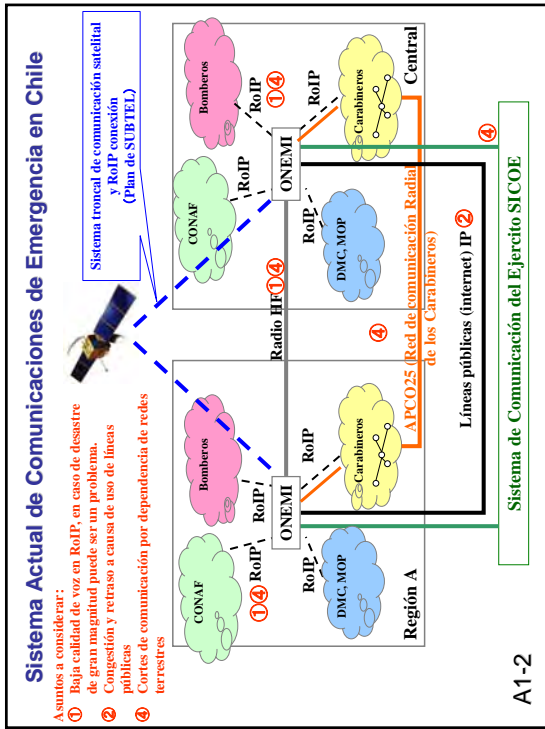 Sistema Actual de Comunicaciones de Emergencia en Chile
Asuntos a considerar:
① Baja calidad de voz en RoIP, en caso de desastre
de gran magnitud puede ser un problema.
② Congestión y retraso a causa de uso de líneas
públicas
④ Cortes de comunicación por dependencia de redes
terrestres
Sistema troncal de comunicación satelital
y RoIP conexión
(Plan de SUBTEL)
CONAF
Bomberos
RoIP
RoIP
①④
ONEMI
RoIP
RoIP
DMC, MOP
Carabineros
Región A
Radio HF①④
④
CONAF
Bomberos
RoIP
RoIP
①④
ONEMI
RoIP
RoIP
DMC, MOP
Carabineros
Central
APCO25 (Red de comunicación Radial
de los Carabineros)
④
Líneas públicas (internet) IP ②
Sistema de Comunicación del Ejercito SICOE
A1-2